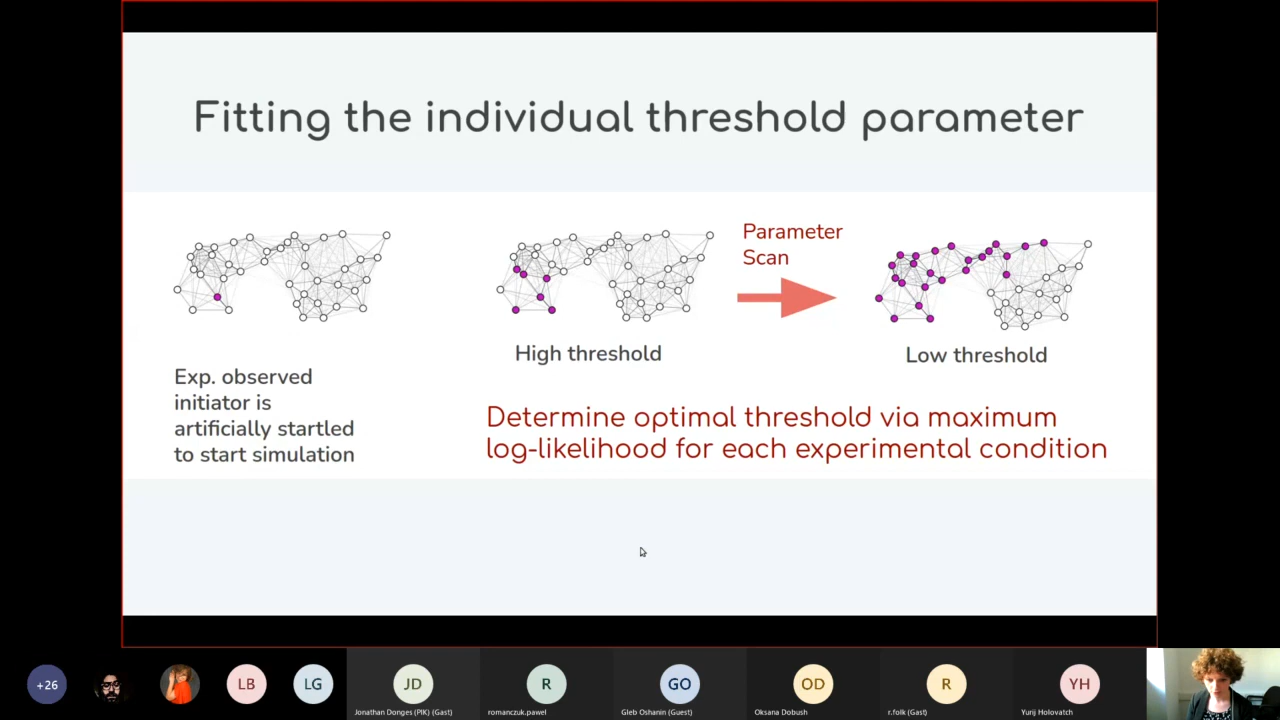 Fitting the individual threshold parameter
Parameter
Scan
High threshold
Low threshold
Exp. observed
initiator is
artificially startled
to start simulation
Determine optimal threshold via maximum
log-likelihood for each experimental condition
+26
LB
LG
JD
R
GO
OD
R
YH
Jonathan Donges (PIK) (Gast)
romanczuk.pawel
Gleb Oshanin (Guest)
Oksana Dobush
r.folk (Gast)
Yurij Holovatch